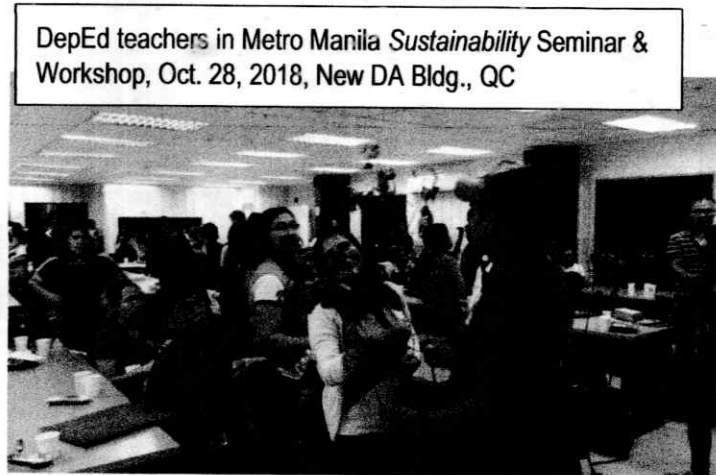 DepEd teachers in Metro Manila Sustainability Seminar &
Workshop, Oct. 28, 2018, New DA Bldg., QC